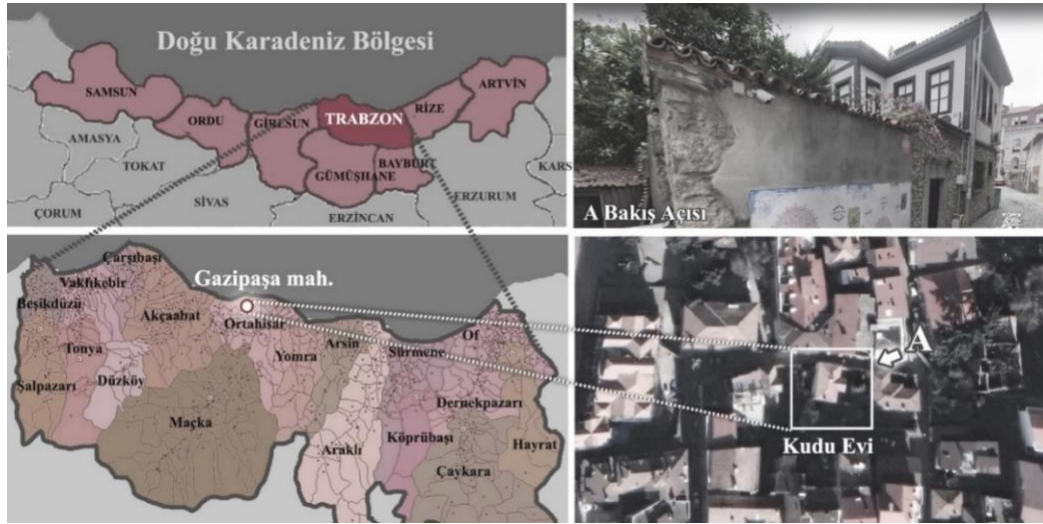 Doğu Karadeniz Bölgesi
SAMSUN
ORDU
GİRESUN
TRABZON
RİZE
ARTVİN
AMASYA
TOKAT
GÜMÜŞHANE
BAYBURT
KARS
ÇORUM
SİVAS
ERZİNCAN
ERZURUM
A Bakış Açısı
Çarşıbaşı
Vakfıkebir
Beşikdüzü
Akçaabat
Gazipaşa mah.
Ortahisar
Arsin
Of
Tonya
Yomra
Sürmene
Şalpazarı
Düzköy
Maçka
Dernekpazarı
Köprübaşı
Hayrat
Araklı
Çaykara
A
Kudu Evi